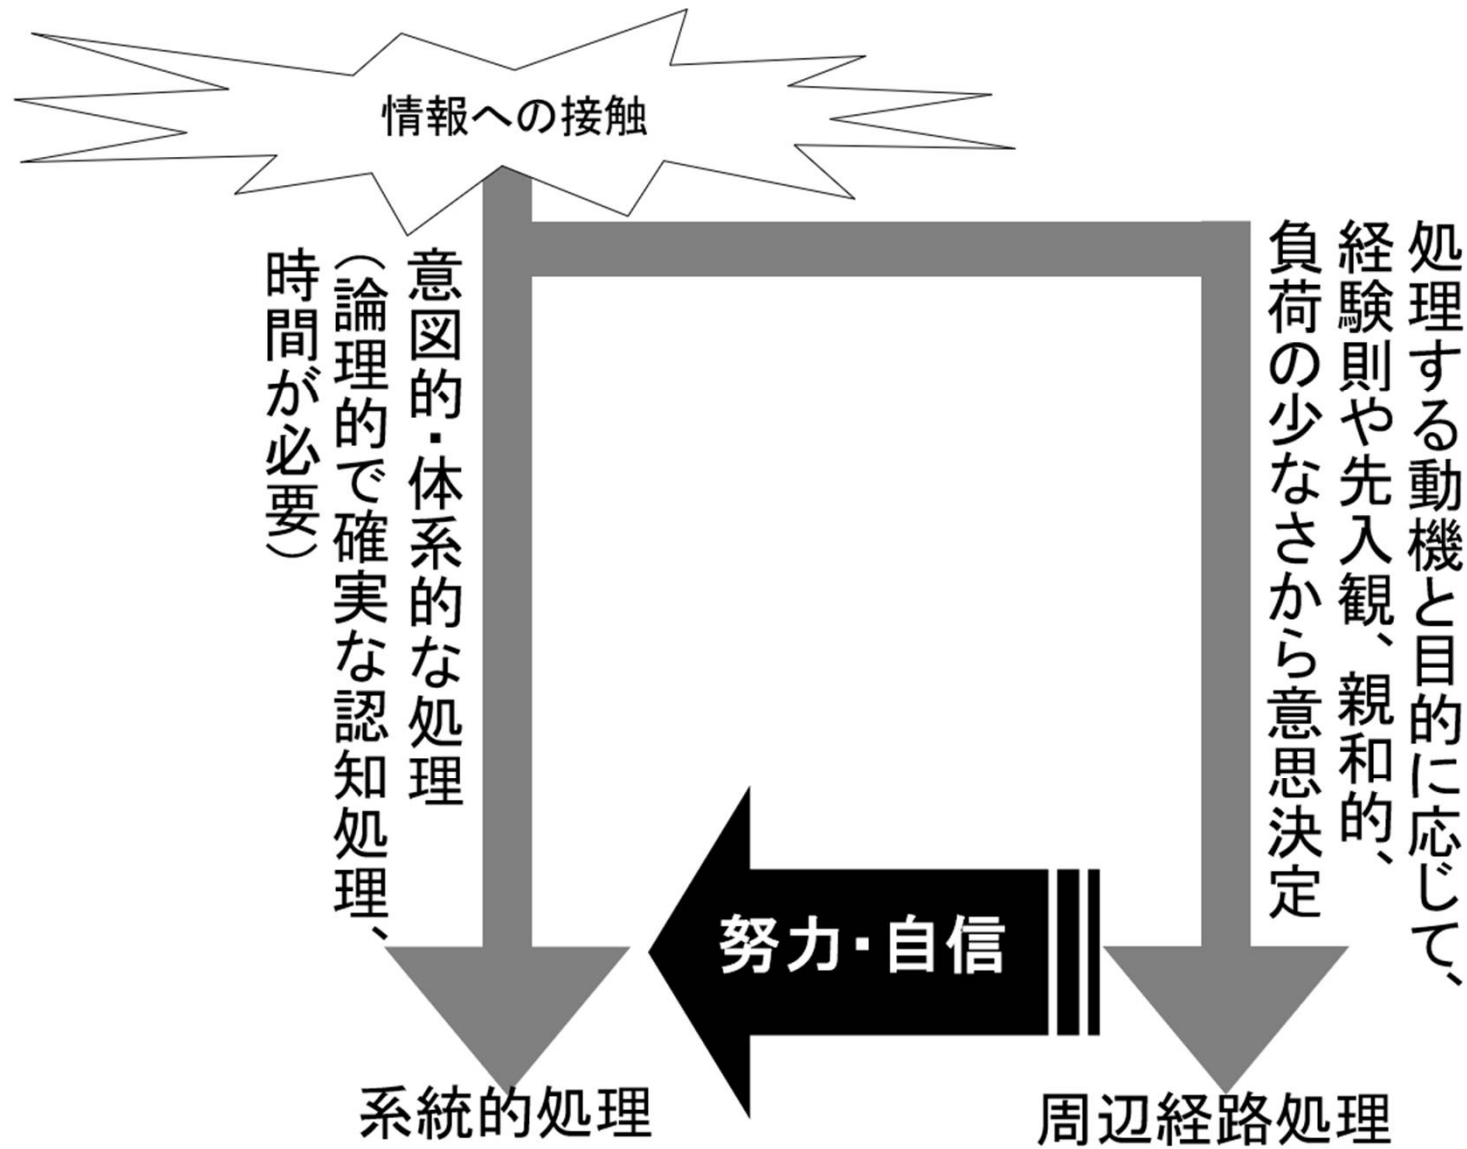 情報への接触
処理する動機と目的に応じて、
経験則や先入観、親和的、
負荷の少なさから意思決定
意図的・体系的な処理
（論理的で確実な認知処理、
時間が必要）
努力・自信
系統的処理
周辺経路処理